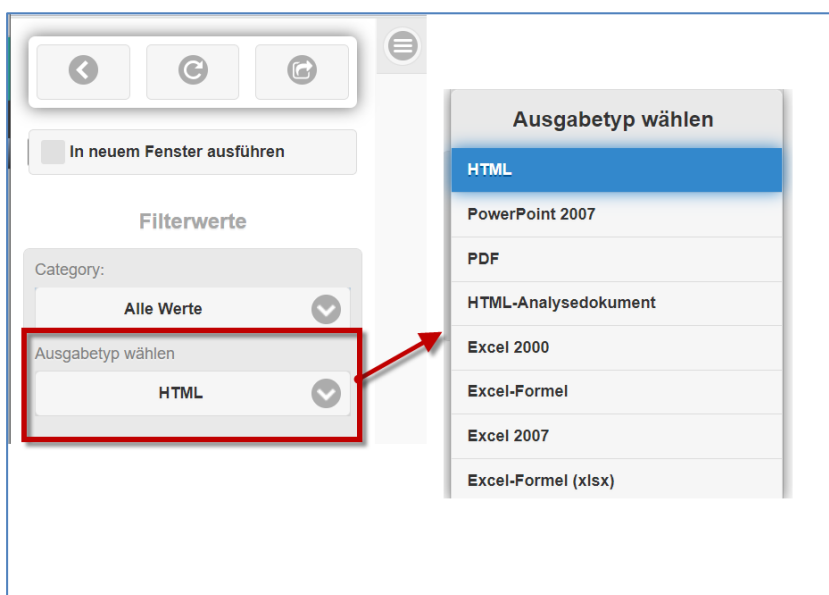 In neuem Fenster ausführen
Filterwerte
Category:
Alle Werte
Ausgabetyp wählen
HTML
Ausgabetyp wählen
HTML
PowerPoint 2007
PDF
HTML-Analysedokument
Excel 2000
Excel-Formel
Excel 2007
Excel-Formel (xlsx)